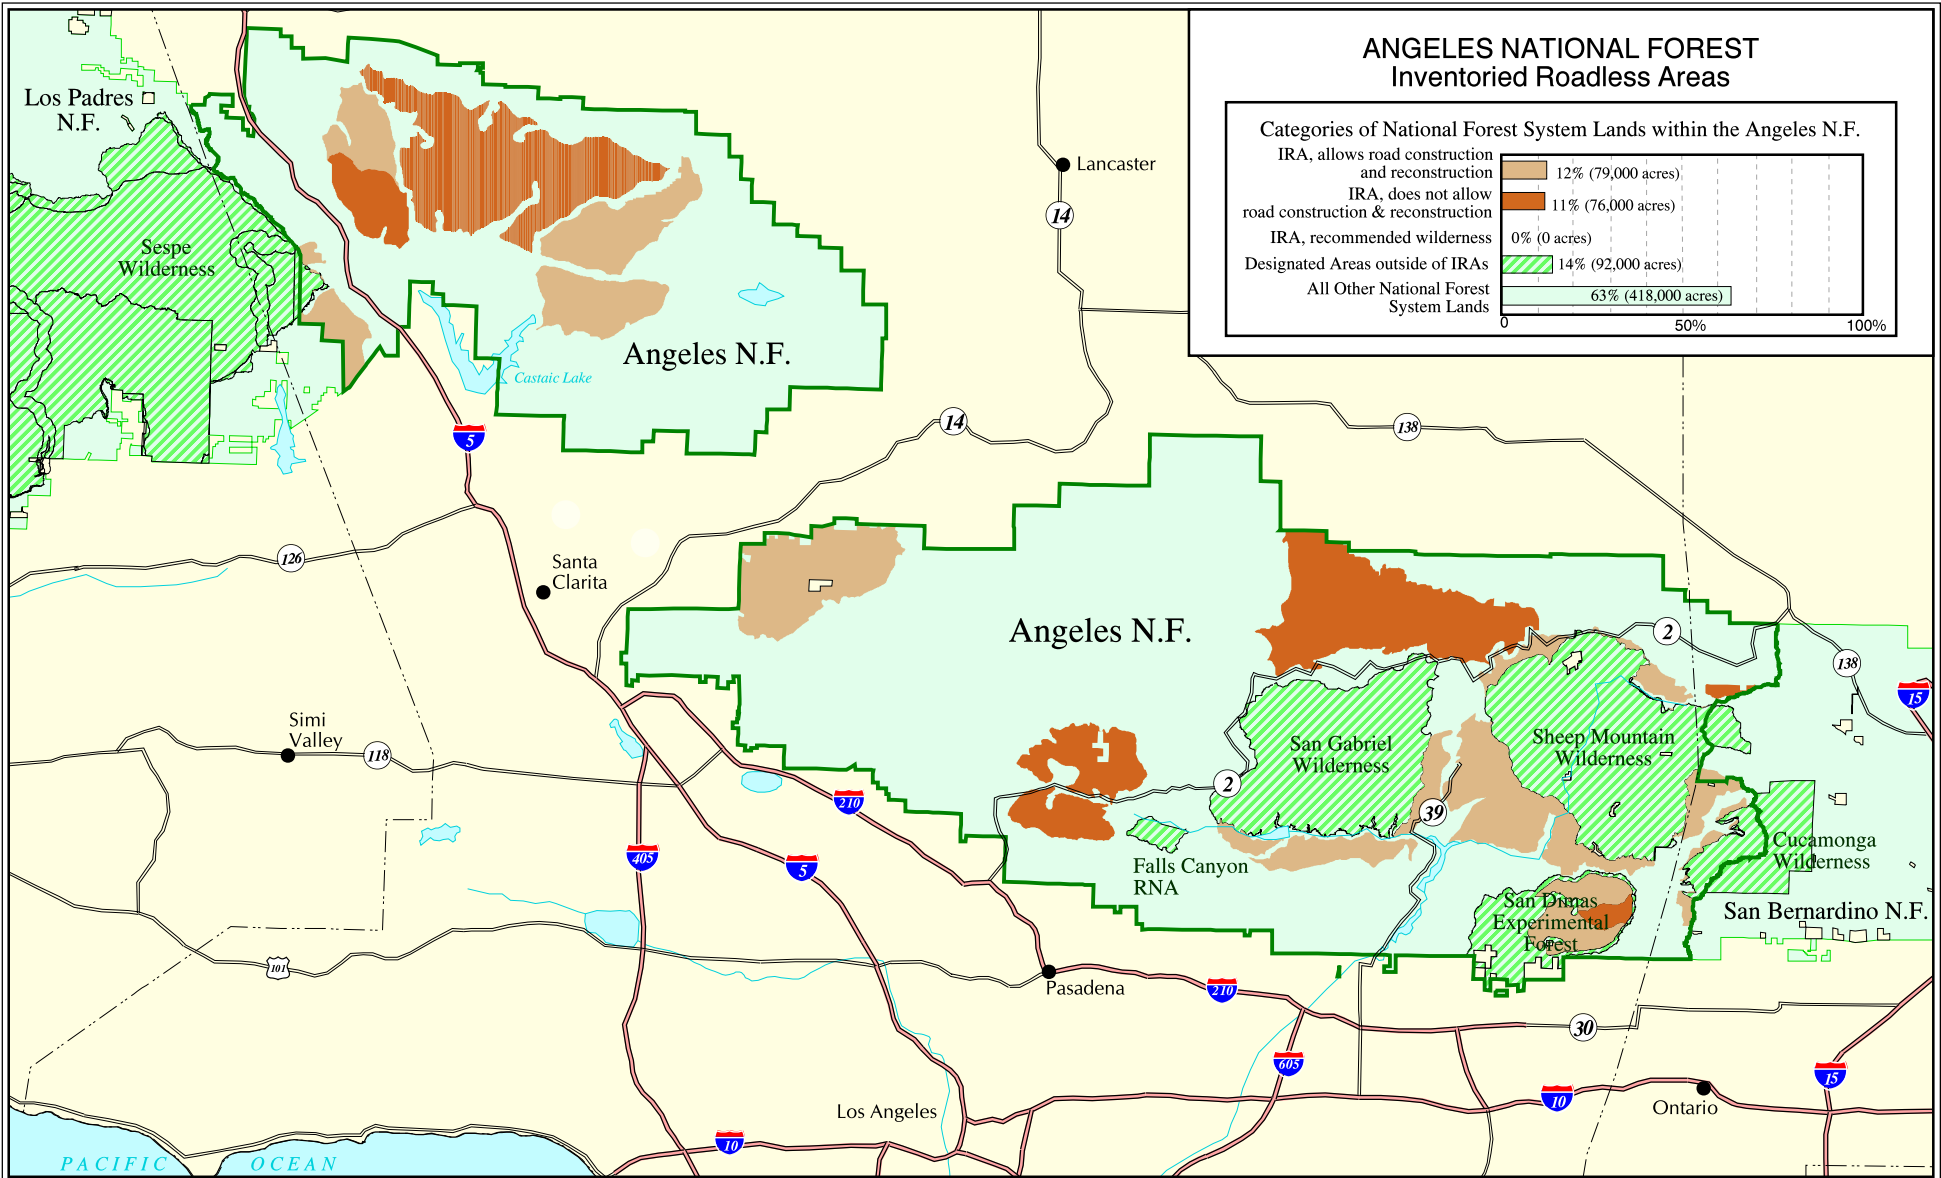 ANGELES NATIONAL FOREST
Inventoried Roadless Areas
Categories of National Forest System Lands within the Angeles N.F.
IRA, allows road construction
and reconstruction
12% (79,000 acres)
IRA, does not allow
road construction & reconstruction
11% (76,000 acres)
IRA, recommended wilderness
0% (0 acres)
Designated Areas outside of IRAs
14% (92,000 acres)
All Other National Forest
System Lands
63% (418,000 acres)
0
50%
100%
Los Padres
N.F.
Sespe
Wilderness
Lancaster
14
Angeles N.F.
Castaic Lake
5
14
138
126
Santa
Clarita
Angeles N.F.
2
138
15
Simi
Valley
118
San Gabriel
Wilderness
Sheep Mountain
Wilderness
2
210
39
405
5
Falls Canyon
RNA
Cucamonga
Wilderness
San Dimas
Experimental
Forest
San Bernardino N.F.
101
Pasadena
210
30
605
15
10
Los Angeles
Ontario
10
PACIFIC OCEAN